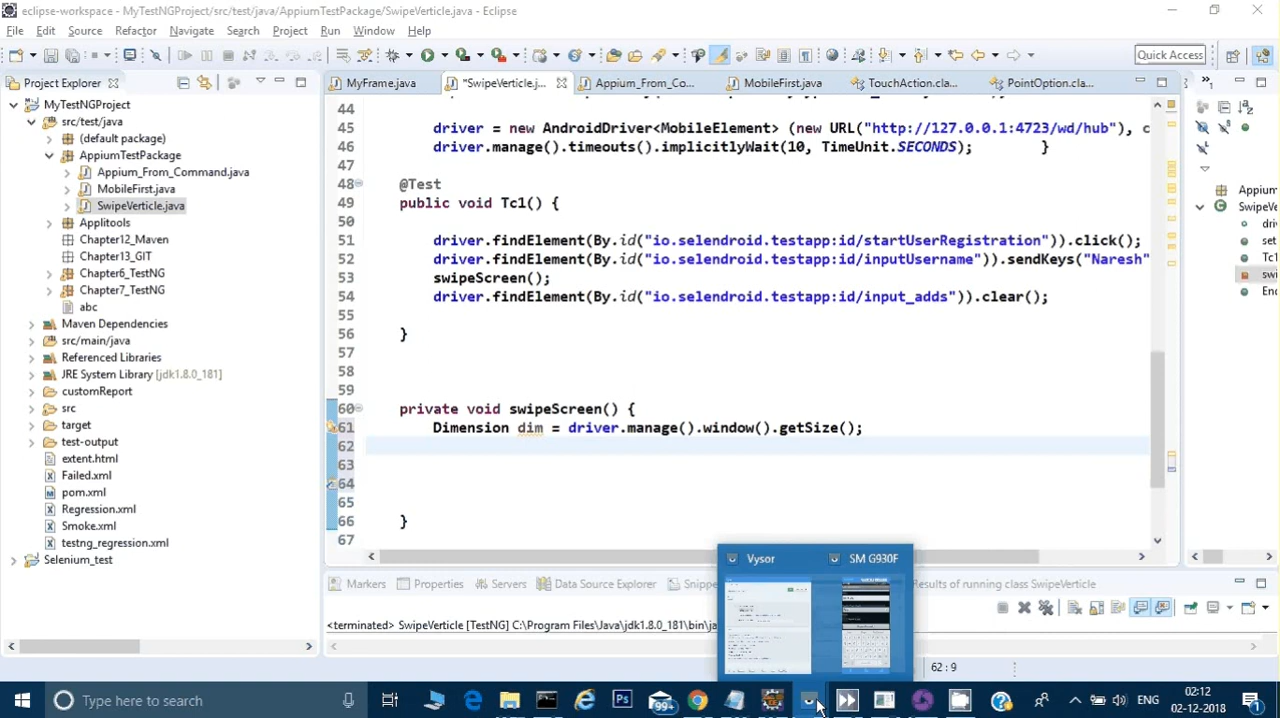 eclipse-workspace - MyTestNGProject/src/test/java/AppiumTestPackage/SwipeVerticle.java - Eclipse
File Edit Source Refactor Navigate Search Project Run Window Help
Quick Access
Project Explorer
MyFrame.java
*SwipeVerticle.j...
Appium_From_Co...
MobileFirst.java
TouchAction.cla...
PointOption.cla...
MyTestNGProject
src/test/java
(default package)
AppiumTestPackage
Appium_From_Command.java
MobileFirst.java
SwipeVerticle.java
Applitools
Chapter12_Maven
Chapter13_GIT
Chapter6_TestNG
Chapter7_TestNG
abc
Maven Dependencies
src/main/java
Referenced Libraries
JRE System Library [jdk1.8.0_181]
customReport
src
target
test-output
extent.html
Failed.xml
pom.xml
Regression.xml
Smoke.xml
testng_regression.xml
Selenium_test
44
45 driver = new AndroidDriver<MobileElement> (new URL("http://127.0.0.1:4723/wd/hub"), c
46 driver.manage().timeouts().implicitlyWait(10, TimeUnit.SECONDS); }
47
48 @Test
49 public void Tc1() {
50
51 driver.findElement(By.id("io.selendroid.testapp:id/startUserRegistration")).click();
52 driver.findElement(By.id("io.selendroid.testapp:id/inputUsername")).sendKeys("Naresh"
53 swipeScreen();
54 driver.findElement(By.id("io.selendroid.testapp:id/input_adds")).clear();
55
56 }
57
58
59
60 private void swipeScreen() {
61 Dimension dim = driver.manage().window().getSize();
62
63
64
65
66 }
67
Appium
SwipeVe
dri
set
Tc1
swi
En
Vysor
SM G930F
Markers
Properties
Servers
Data Source Explorer
Snippe
Results of running class SwipeVerticle
<terminated> SwipeVerticle [TestNG] C:\Program Files\Java\jdk1.8.0_181\bin\ja
62 : 9
Type here to search
Ps
99+
ENG
02:12
02-12-2018
1